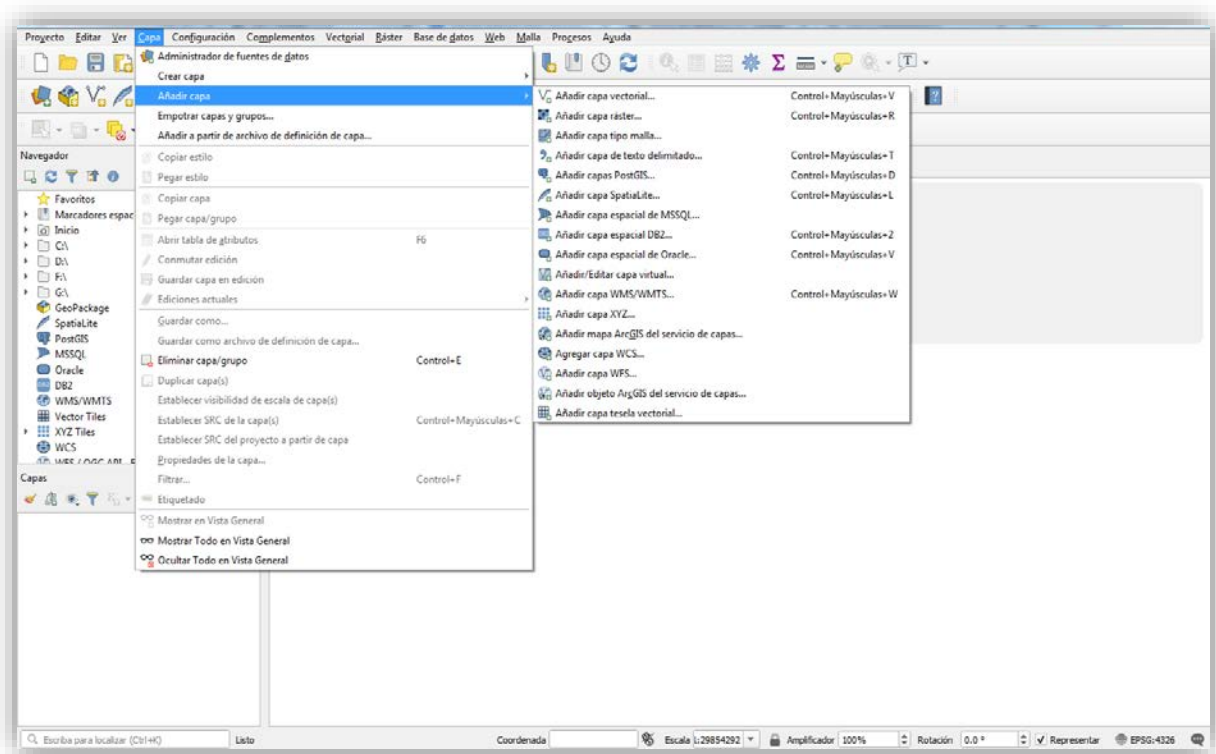 Proyecto Editar Ver Capa Configuración Complementos Vectorial Ráster Base de datos Web Malla Procesos Ayuda
Administrador de fuentes de datos
Crear capa
Añadir capa
Empotrar capas y grupos...
Añadir a partir de archivo de definición de capa...
Copiar estilo
Pegar estilo
Copiar capa
Pegar capa/grupo
Abrir tabla de atributos F6
Conmutar edición
Guardar capa en edición
Ediciones actuales
Guardar como...
Guardar como archivo de definición de capa...
Eliminar capa/grupo Control+E
Duplicar capa(s)
Establecer visibilidad de escala de capa(s)
Establecer SRC de la capa(s) Control+Mayúsculas+C
Establecer SRC del proyecto a partir de capa
Propiedades de la capa...
Filtrar... Control+F
Etiquetado
Mostrar en Vista General
Mostrar Todo en Vista General
Ocultar Todo en Vista General
Añadir capa vectorial... Control+Mayúsculas+V
Añadir capa ráster... Control+Mayúsculas+R
Añadir capa tipo malla...
Añadir capa de texto delimitado... Control+Mayúsculas+T
Añadir capas PostGIS... Control+Mayúsculas+D
Añadir capa SpatiaLite... Control+Mayúsculas+L
Añadir capa espacial de MSSQL...
Añadir capa espacial DB2... Control+Mayúsculas+2
Añadir capa espacial de Oracle... Control+Mayúsculas+V
Añadir/Editar capa virtual...
Añadir capa WMS/WMTS... Control+Mayúsculas+W
Añadir capa XYZ...
Añadir mapa ArcGIS del servicio de capas...
Agregar capa WCS...
Añadir capa WFS...
Añadir objeto ArcGIS del servicio de capas...
Añadir capa tesela vectorial...
Navegador
Favoritos
Marcadores espac
Inicio
C:\
D:\
F:\
G:\
GeoPackage
SpatiaLite
PostGIS
MSSQL
Oracle
DB2
WMS/WMTS
Vector Tiles
XYZ Tiles
WCS
WFS / OGC API - F
Capas
Escriba para localizar (Ctrl+K) Listo Coordenada Escala 1:29854292 Amplificador 100% Rotación 0.0 ° Representar EPSG:4326